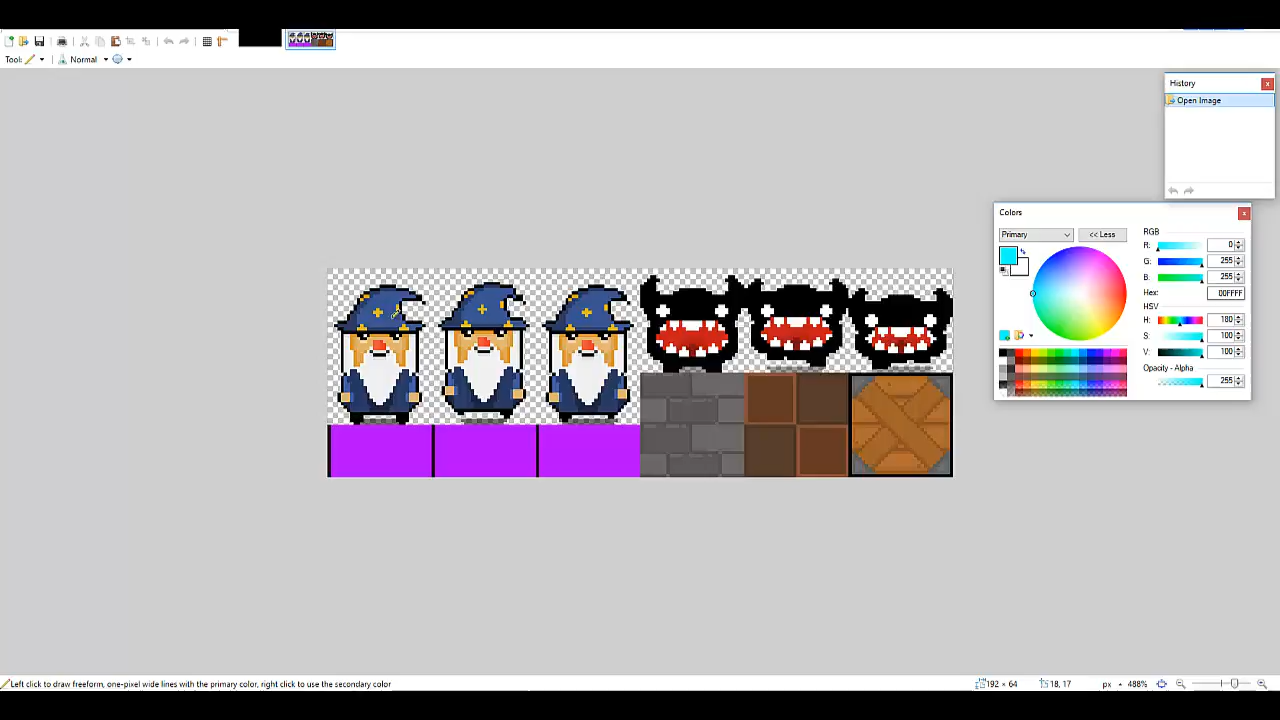 Tool:
Normal
History
Open Image
Colors
Primary
<< Less
RGB
R: 0
G: 255
B: 255
Hex: 00FFFF
HSV
H: 180
S: 100
V: 100
Opacity - Alpha
255
Left click to draw freeform, one-pixel wide lines with the primary color, right click to use the secondary color
192 × 64
18, 17
px
488%